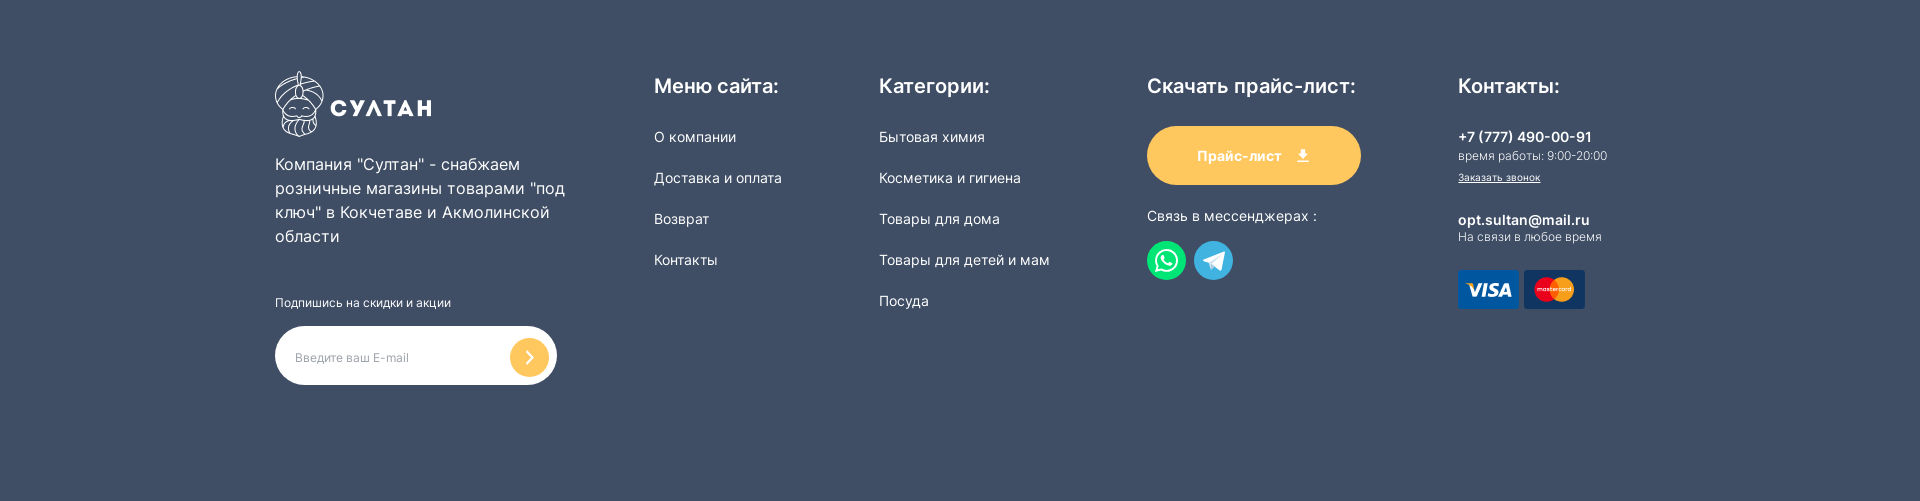 СУЛТАН
Компания "Султан" - снабжаем
розничные магазины товарами "под
ключ" в Кокчетаве и Акмолинской
области
Подпишись на скидки и акции
Введите ваш E-mail
Меню сайта:
О компании
Доставка и оплата
Возврат
Контакты
Категории:
Бытовая химия
Косметика и гигиена
Товары для дома
Товары для детей и мам
Посуда
Скачать прайс-лист:
Прайс-лист
Связь в мессенджерах :
Контакты:
+7 (777) 490-00-91
время работы: 9:00-20:00
Заказать звонок
opt.sultan@mail.ru
На связи в любое время
VISA
mastercard